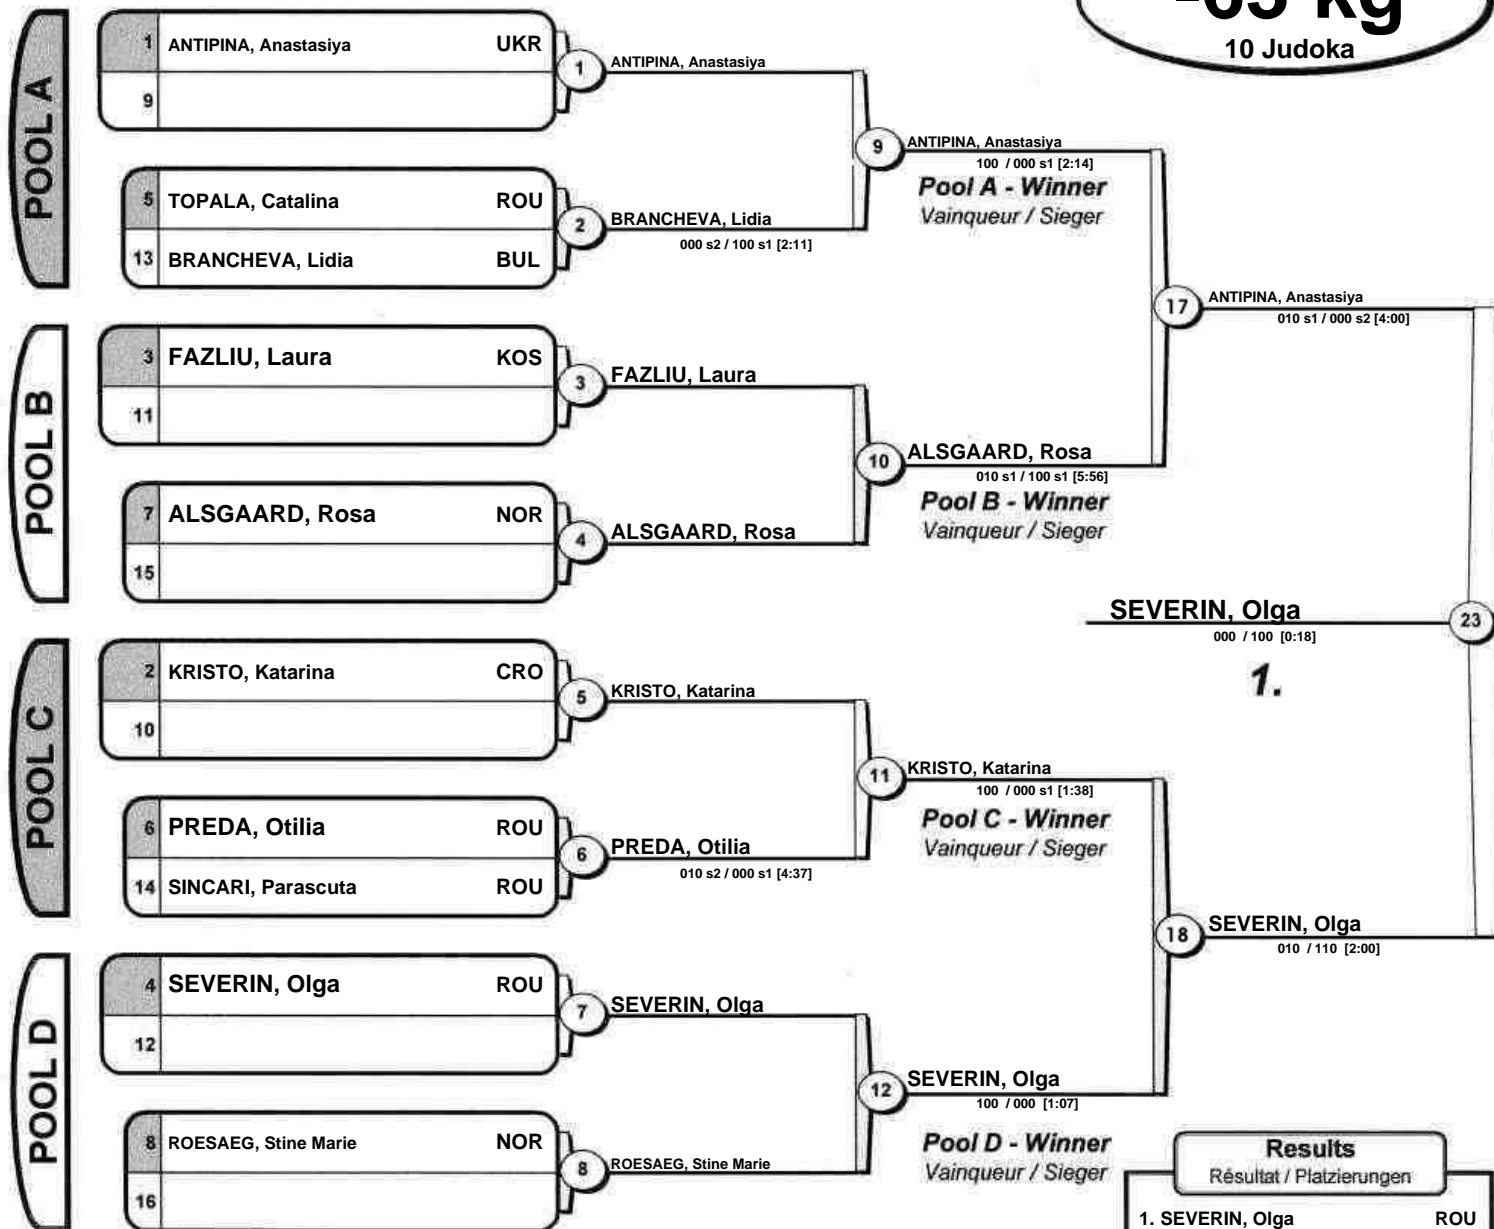 -63 kg
10 Judoka
POOL A
1 ANTIPINA, Anastasiya UKR
9
1
ANTIPINA, Anastasiya
5 TOPALA, Catalina ROU
13 BRANCHEVA, Lidia BUL
2
BRANCHEVA, Lidia
000 s2 / 100 s1 [2:11]
9
ANTIPINA, Anastasiya
100 / 000 s1 [2:14]
Pool A - Winner
Vainqueur / Sieger
POOL B
3 FAZLIU, Laura KOS
11
3
FAZLIU, Laura
7 ALSGAARD, Rosa NOR
15
4
ALSGAARD, Rosa
10
ALSGAARD, Rosa
010 s1 / 100 s1 [5:56]
Pool B - Winner
Vainqueur / Sieger
17
ANTIPINA, Anastasiya
010 s1 / 000 s2 [4:00]
SEVERIN, Olga
000 / 100 [0:18]
1.
23
POOL C
2 KRISTO, Katarina CRO
10
5
KRISTO, Katarina
6 PREDA, Otilia ROU
14 SINCARI, Parascuta ROU
6
PREDA, Otilia
010 s2 / 000 s1 [4:37]
11
KRISTO, Katarina
100 / 000 s1 [1:38]
Pool C - Winner
Vainqueur / Sieger
POOL D
4 SEVERIN, Olga ROU
12
7
SEVERIN, Olga
8 ROESAEG, Stine Marie NOR
16
8
ROESAEG, Stine Marie
12
SEVERIN, Olga
100 / 000 [1:07]
Pool D - Winner
Vainqueur / Sieger
18
SEVERIN, Olga
010 / 110 [2:00]
Results
Résultat / Platzierungen
1. SEVERIN, Olga ROU